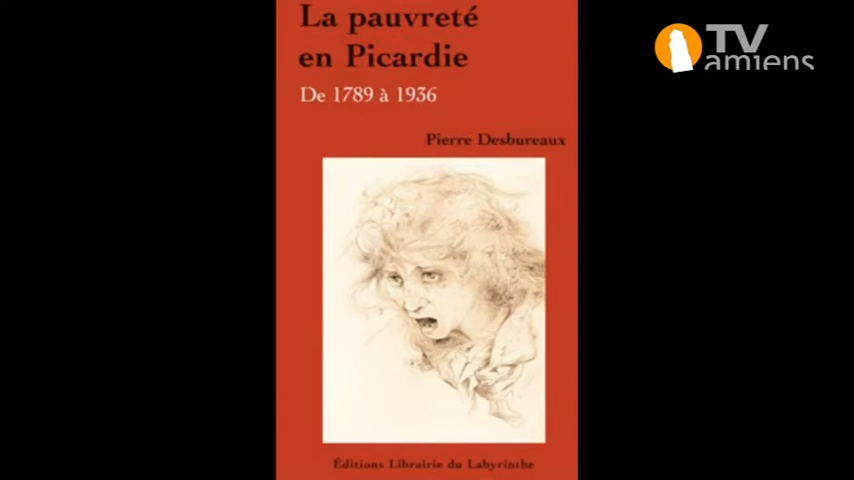 La pauvreté
en Picardie
De 1789 à 1936
Pierre Desbureaux
Éditions Librairie du Labyrinthe
TV
amiens